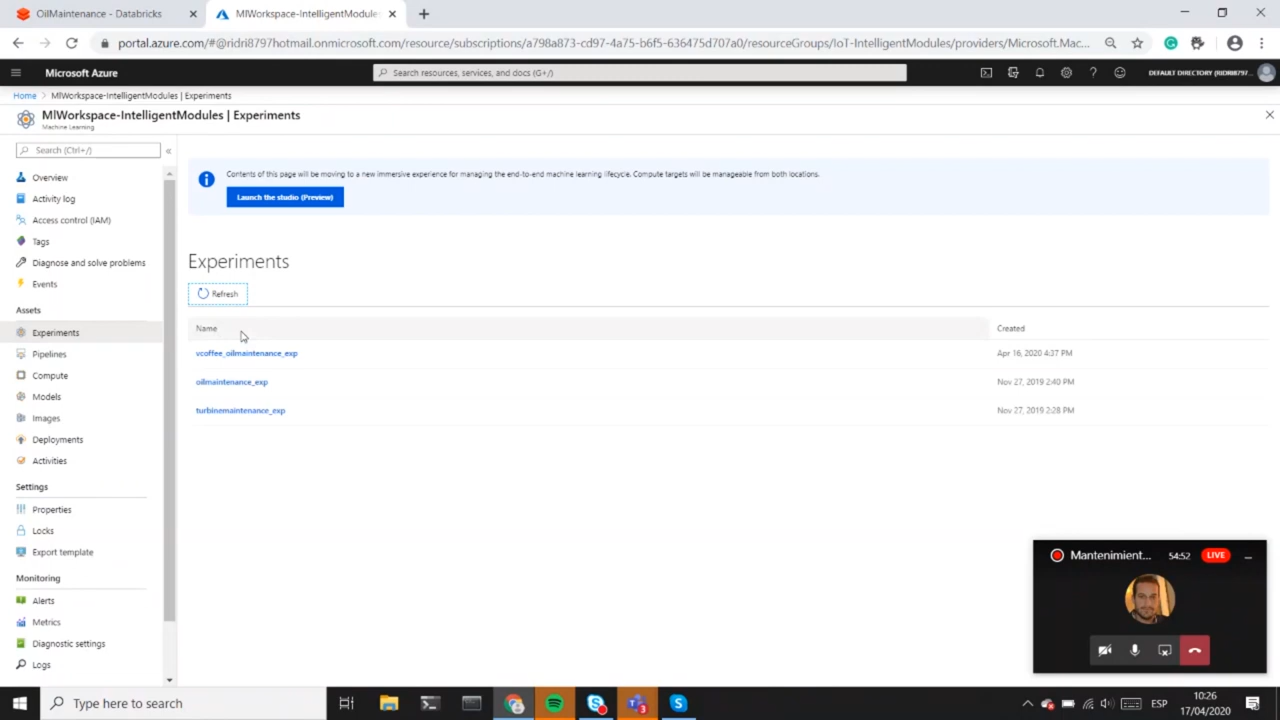 OilMaintenance - Databricks
MlWorkspace-IntelligentModules
portal.azure.com/#@ridri8797hotmail.onmicrosoft.com/resource/subscriptions/a798a873-cd97-4a75-b6f5-636475d707a0/resourceGroups/IoT-IntelligentModules/providers/Microsoft.Mac...
Microsoft Azure
Search resources, services, and docs (G+/)
DEFAULT DIRECTORY (RIDRI8797...
Home > MlWorkspace-IntelligentModules | Experiments
MlWorkspace-IntelligentModules | Experiments
Machine Learning
Search (Ctrl+/)
Overview
Activity log
Access control (IAM)
Tags
Diagnose and solve problems
Events
Assets
Experiments
Pipelines
Compute
Models
Images
Deployments
Activities
Settings
Properties
Locks
Export template
Monitoring
Alerts
Metrics
Diagnostic settings
Logs
Contents of this page will be moving to a new immersive experience for managing the end-to-end machine learning lifecycle. Compute targets will be manageable from both locations.
Launch the studio (Preview)
Experiments
Refresh
Name Created
vcoffee_oilmaintenance_exp Apr 16, 2020 4:37 PM
oilmaintenance_exp Nov 27, 2019 2:40 PM
turbinemaintenance_exp Nov 27, 2019 2:28 PM
Mantenimient... 54:52 LIVE
Type here to search
ESP
10:26
17/04/2020